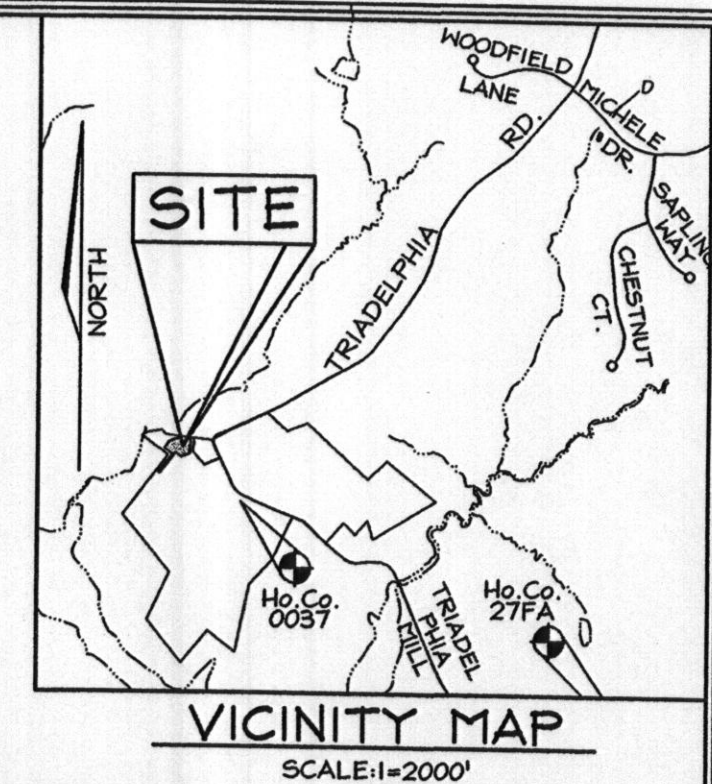 WOODFIELD
LANE
MICHELE
DR.
RD.
SITE
SAPLING
WAY
NORTH
TRIADELPHIA
CHESTNUT
CT.
Ho.Co.
0037
TRIADEL
PHIA
MILL
Ho.Co.
27FA
VICINITY MAP
SCALE:1=2000'